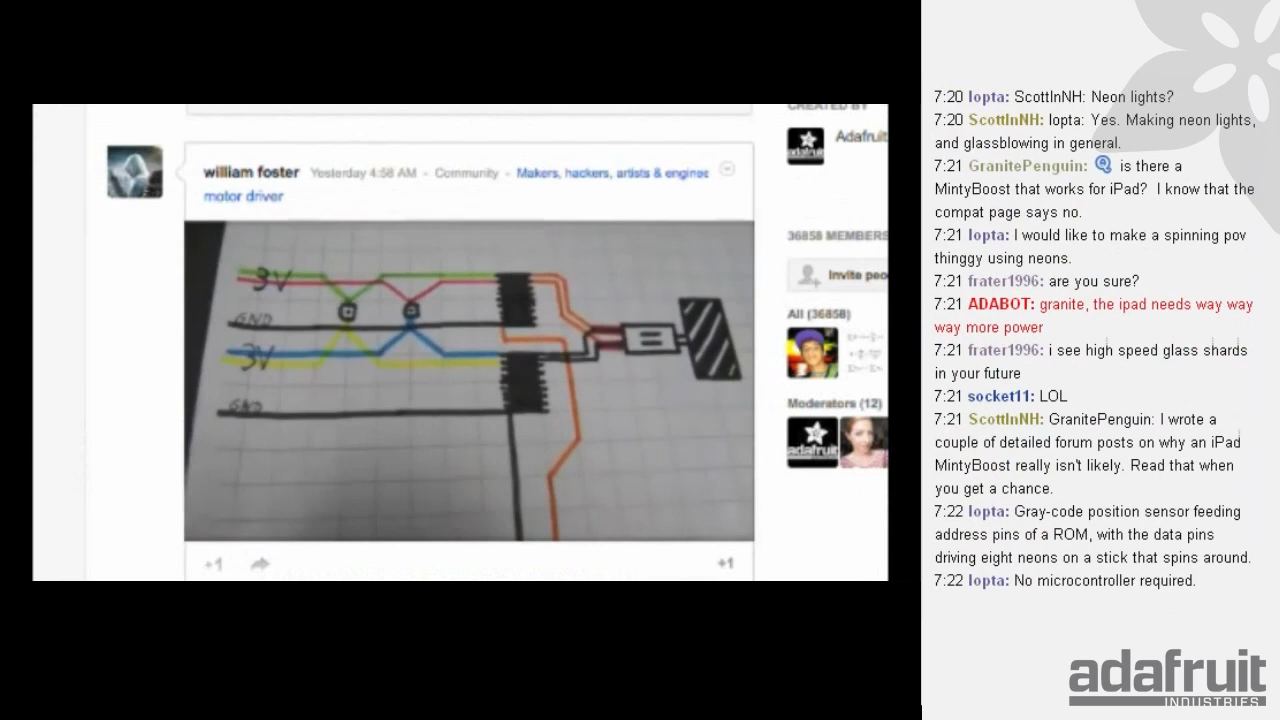 CREATED BY
Adafruit
william foster Yesterday 4:58 AM - Community - Makers, hackers, artists & enginee
motor driver
3V
GND
3V
GND
+1
+1
36858 MEMBERS
Invite peo
All (36858)
Moderators (12)
adafruit
7:20 lopta: ScottInNH: Neon lights?
7:20 ScottInNH: lopta: Yes. Making neon lights,
and glassblowing in general.
7:21 GranitePenguin: is there a
MintyBoost that works for iPad? I know that the
compat page says no.
7:21 lopta: I would like to make a spinning pov
thinggy using neons.
7:21 frater1996: are you sure?
7:21 ADABOT: granite, the ipad needs way way
way more power
7:21 frater1996: i see high speed glass shards
in your future
7:21 socket11: LOL
7:21 ScottInNH: GranitePenguin: I wrote a
couple of detailed forum posts on why an iPad
MintyBoost really isn't likely. Read that when
you get a chance.
7:22 lopta: Gray-code position sensor feeding
address pins of a ROM, with the data pins
driving eight neons on a stick that spins around.
7:22 lopta: No microcontroller required.
adafruit
INDUSTRIES